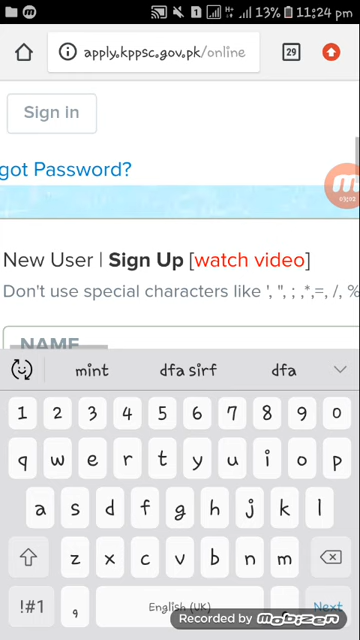 13% 11:24 pm
apply.kppsc.gov.pk/online
29
Sign in
got Password?
03:03
New User | Sign Up [watch video]
Don't use special characters like ', ", ; ,*,=, /, %
NAME
mint dfa sirf dfa
1 2 3 4 5 6 7 8 9 0
q w e r t y u i o p
a s d f g h j k l
z x c v b n m
!#1 , English (UK) . Next
Recorded by mobizen